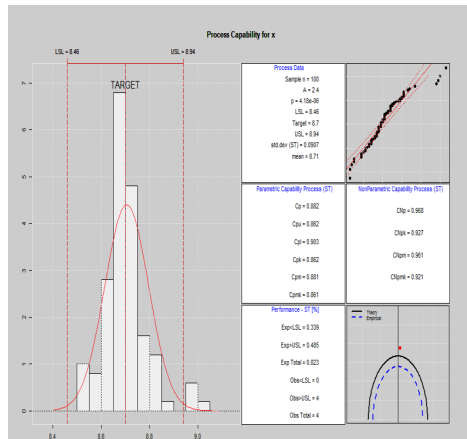 Process Capability for x
LSL = 8.46
USL = 8.94
TARGET
7
6
5
4
3
2
1
0
8.4
8.6
8.8
9.0
Process Data
Sample n = 100
A = 2.4
p = 4.18e-06
LSL = 8.46
Target = 8.7
USL = 8.94
std.dev (ST) = 0.0907
mean = 8.71
Parametric Capability Process (ST)
Cp = 0.882
Cpu = 0.862
Cpl = 0.903
Cpk = 0.862
Cpm = 0.881
Cpmk = 0.861
NonParametric Capability Process (ST)
CNp = 0.968
CNpk = 0.927
CNpm = 0.961
CNpmk = 0.921
Performance - ST [%]
Exp<LSL = 0.339
Exp>USL = 0.485
Exp Total = 0.823
Obs<LSL = 0
Obs>USL = 4
Obs Total = 4
Theory
Empirical